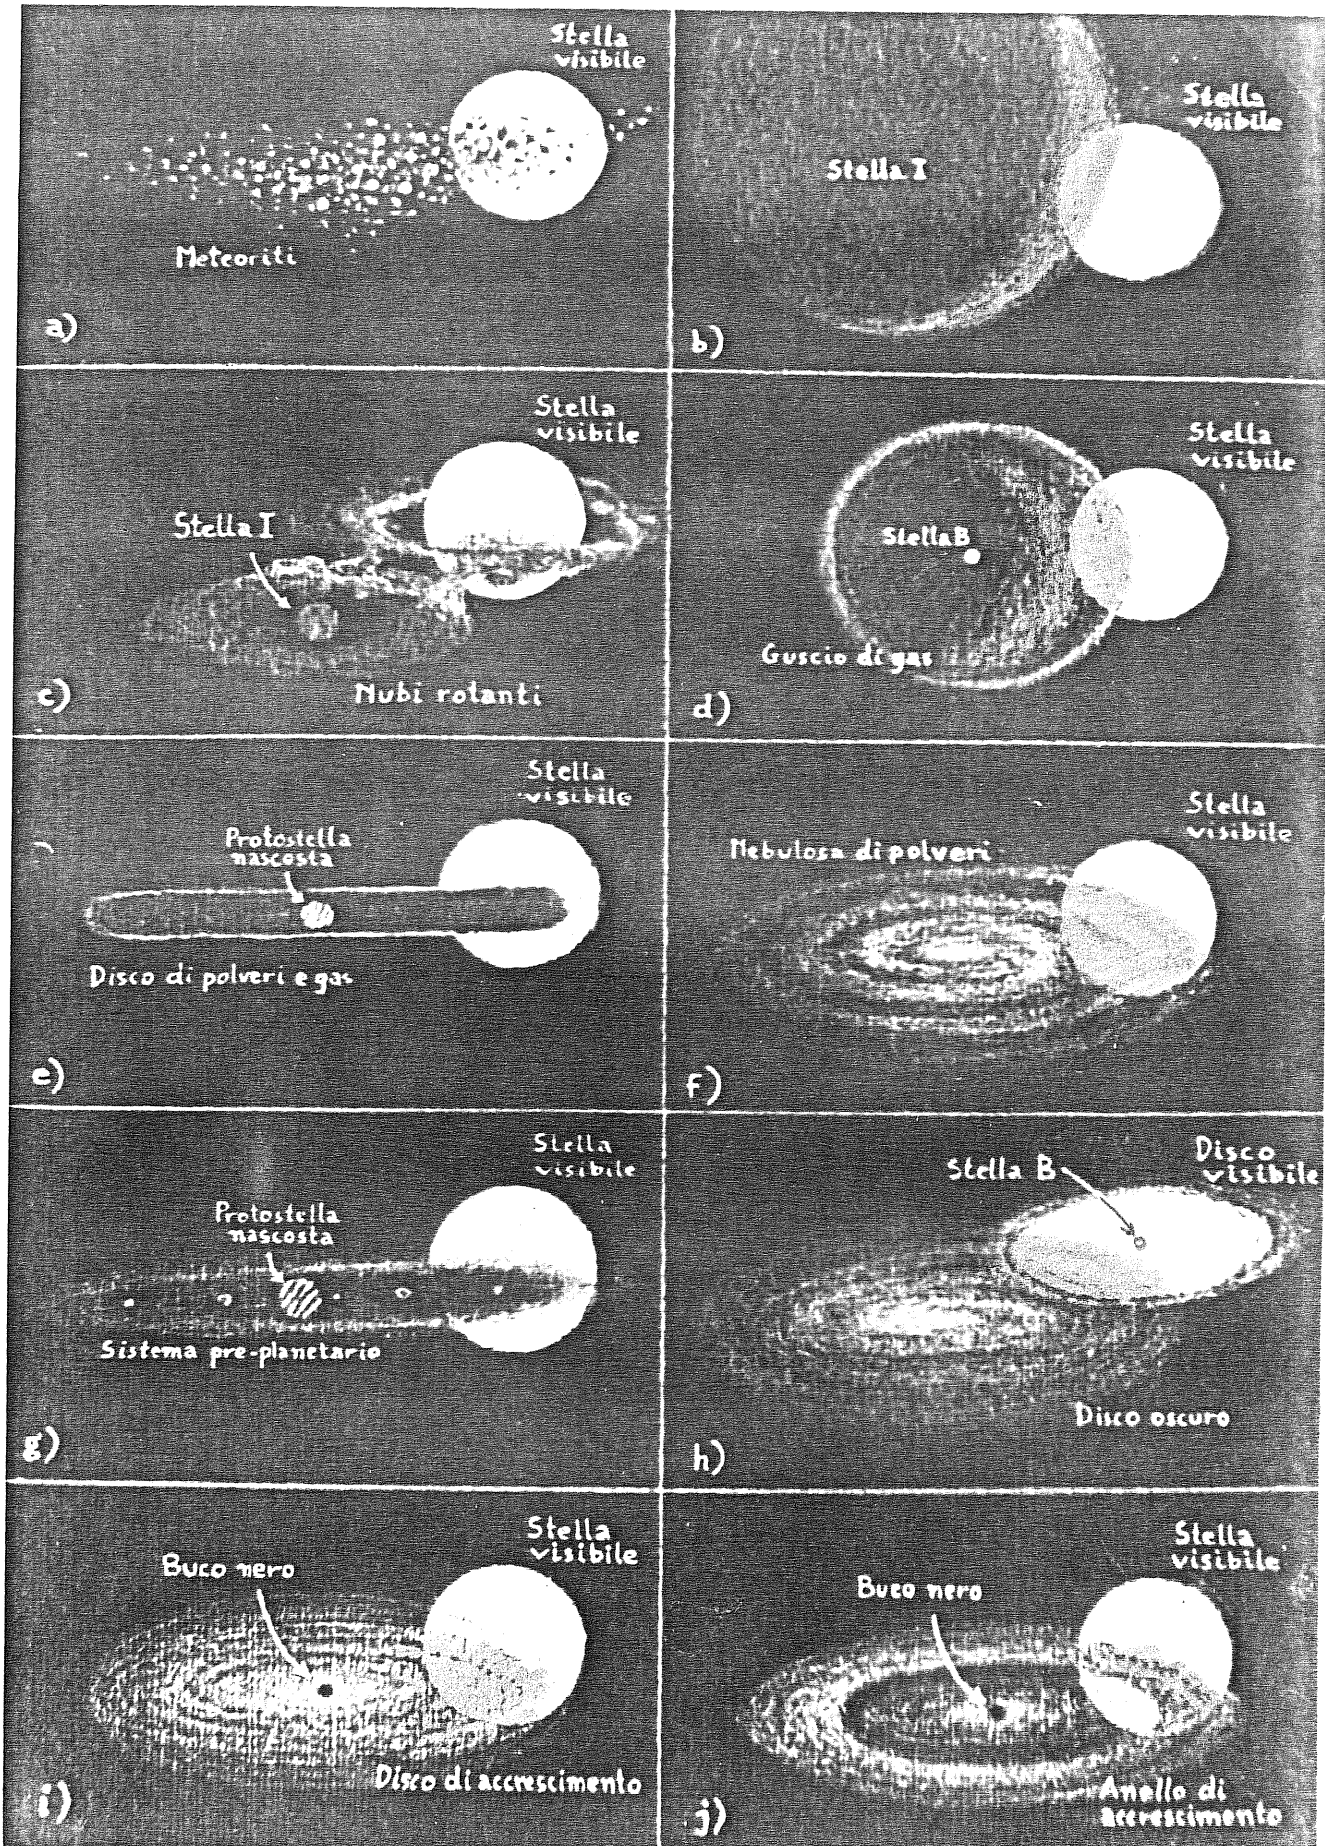 Stella
visibile
Meteoriti
a)
Stella
visibile
Stella I
b)
Stella
visibile
Stella I
Nubi rotanti
c)
Stella
visibile
Stella B
Guscio di gas
d)
Stella
visibile
Protostella
nascosta
Disco di polveri e gas
e)
Stella
visibile
Nebulosa di polveri
f)
Stella
visibile
Protostella
nascosta
Sistema pre-planetario
g)
Disco
visibile
Stella B
Disco oscuro
h)
Stella
visibile
Buco nero
Disco di accrescimento
i)
Stella
visibile
Buco nero
Anello di
accrescimento
j)